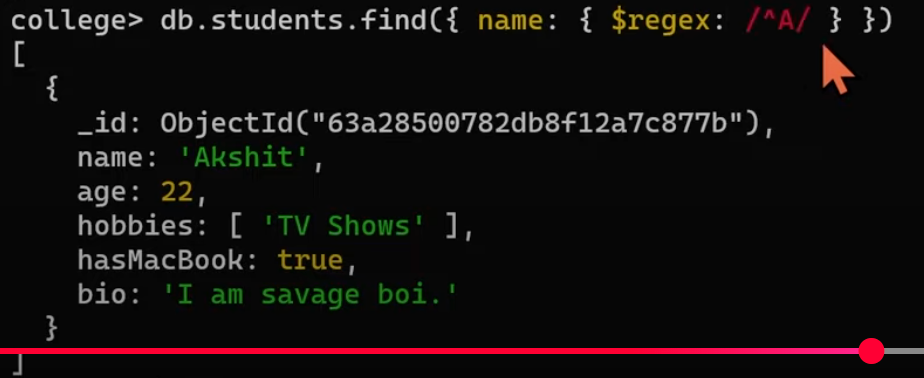 college> db.students.find({ name: { $regex: /^A/ } })
[
  {
    _id: ObjectId("63a28500782db8f12a7c877b"),
    name: 'Akshit',
    age: 22,
    hobbies: [ 'TV Shows' ],
    hasMacBook: true,
    bio: 'I am savage boi.'
  }
]